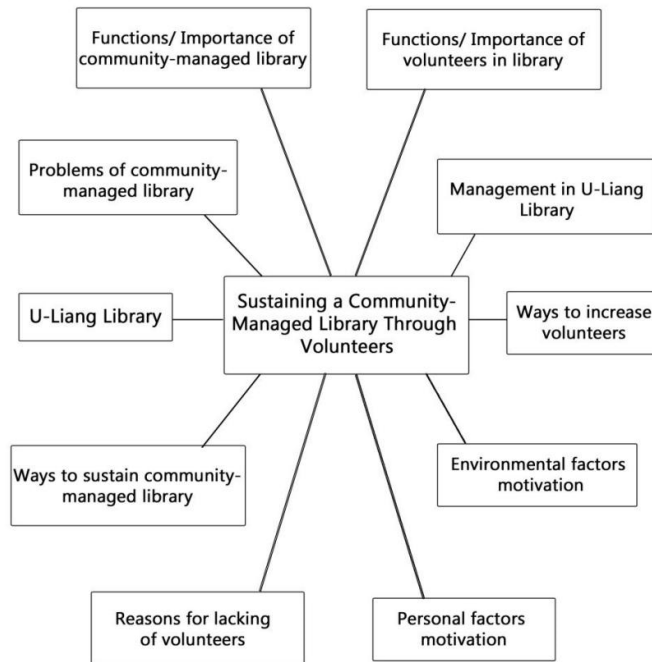 Functions/ Importance of
community-managed library
Functions/ Importance of
volunteers in library
Problems of community-
managed library
Management in U-Liang
Library
U-Liang Library
Sustaining a Community-
Managed Library Through
Volunteers
Ways to increase
volunteers
Ways to sustain community-
managed library
Environmental factors
motivation
Reasons for lacking
of volunteers
Personal factors
motivation